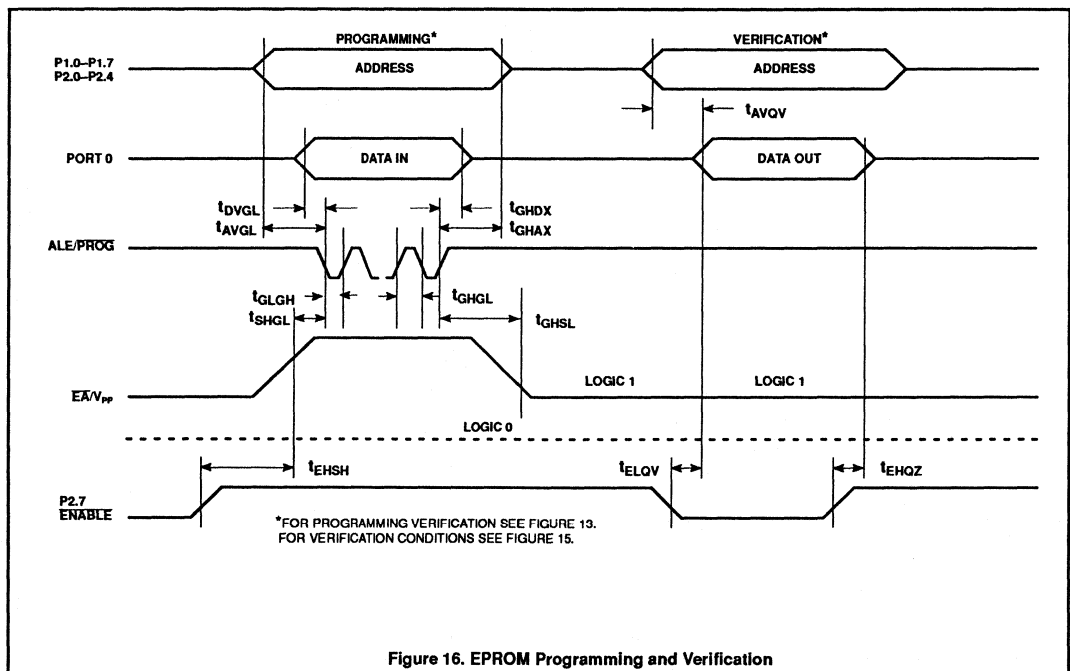 PROGRAMMING*
VERIFICATION*
P1.0–P1.7
P2.0–P2.4
ADDRESS
ADDRESS
tAVQV
PORT 0
DATA IN
DATA OUT
tDVGL
tGHDX
tAVGL
tGHAX
ALE/PROG
tGLGH
tGHGL
tSHGL
tGHSL
EA/VPP
LOGIC 1
LOGIC 1
LOGIC 0
tEHSH
tELQV
tEHQZ
P2.7
ENABLE
*FOR PROGRAMMING VERIFICATION SEE FIGURE 13.
FOR VERIFICATION CONDITIONS SEE FIGURE 15.
Figure 16. EPROM Programming and Verification